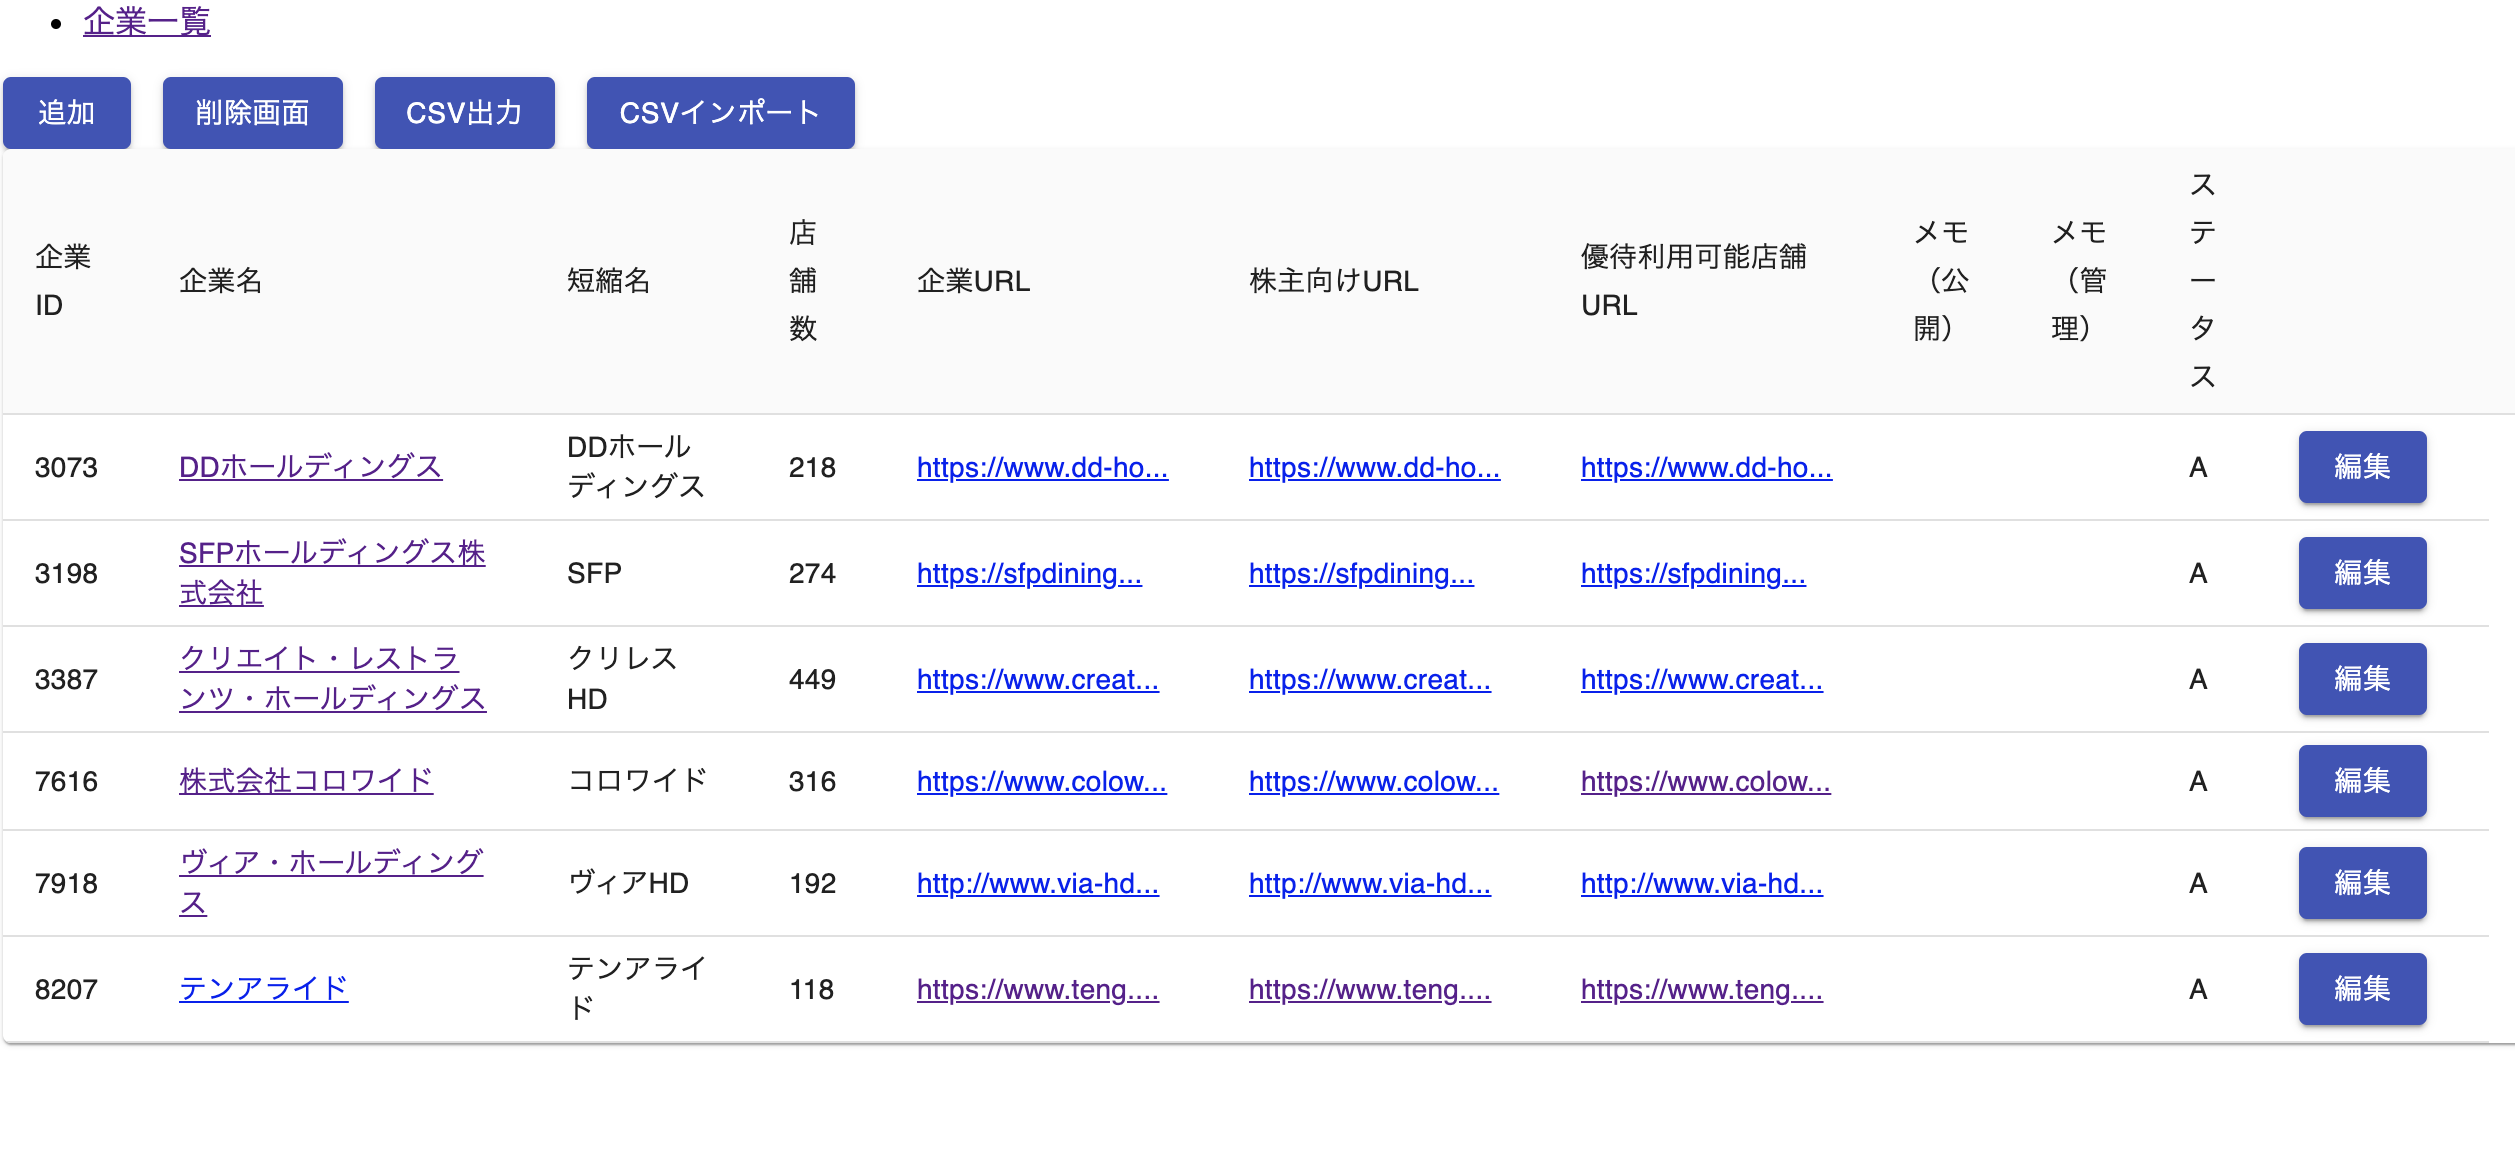 企業一覧
追加 削除画面 CSV出力 CSVインポート
企業
ID
企業名
短縮名
店
舗
数
企業URL
株主向けURL
優待利用可能店舗
URL
メモ
（公
開）
メモ
（管
理）
ス
テ
ー
タ
ス
3073
DDホールディングス
DDホール
ディングス
218
https://www.dd-ho...
https://www.dd-ho...
https://www.dd-ho...
A
編集
3198
SFPホールディングス株
式会社
SFP
274
https://sfpdining...
https://sfpdining...
https://sfpdining...
A
編集
3387
クリエイト・レストラ
ンツ・ホールディングス
クリレス
HD
449
https://www.creat...
https://www.creat...
https://www.creat...
A
編集
7616
株式会社コロワイド
コロワイド
316
https://www.colow...
https://www.colow...
https://www.colow...
A
編集
7918
ヴィア・ホールディング
ス
ヴィアHD
192
http://www.via-hd...
http://www.via-hd...
http://www.via-hd...
A
編集
8207
テンアライド
テンアライ
ド
118
https://www.teng....
https://www.teng....
https://www.teng....
A
編集